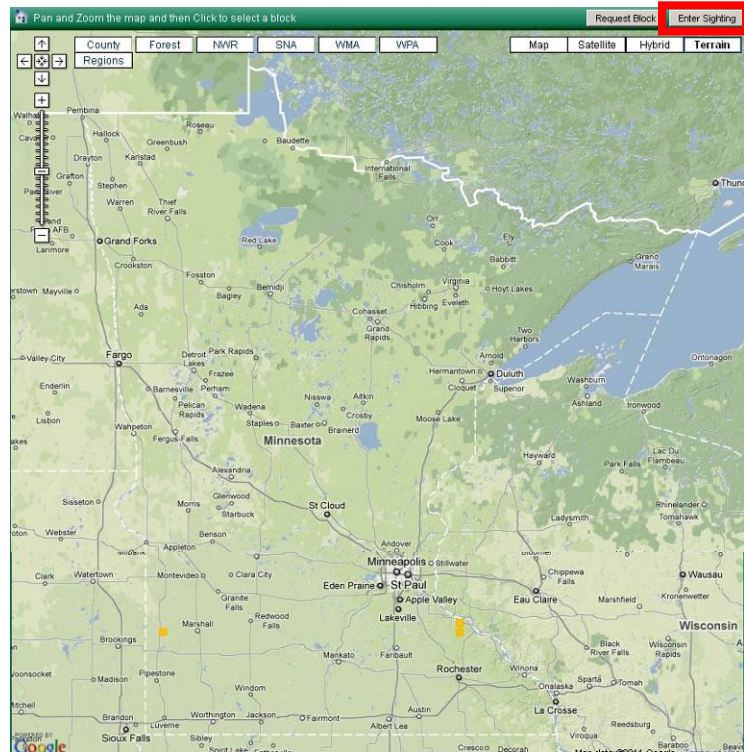 Pan and Zoom the map and then Click to select a block
Request Block
Enter Sighting
County Forest NWR SNA WMA WPA
Regions
Map Satellite Hybrid Terrain
Pembina
Roseau
Hallock
Greenbush
Baudette
Drayton
Karlstad
International Falls
Grafton
Stephen
Warren
Thief River Falls
Orr
Ely
Cook
Grand Forks
Red Lake
Larimore
Crookston
Babbitt
Grand Marais
Fosston
Bemidji
Bagley
Chisholm
Virginia
Hoyt Lakes
Mayville
Ada
Hibbing
Eveleth
Cohasset
Grand Rapids
Two Harbors
Valley City
Fargo
Detroit Lakes
Park Rapids
Arnold
Ontonagon
Frazee
Hermantown
Duluth
Enderlin
Barnesville
Perham
Cloquet
Superior
Washburn
Pelican Rapids
Nisswa
Aitkin
Ashland
Ironwood
Lisbon
Wadena
Crosby
Wahpeton
Staples
Baxter
Brainerd
Moose Lake
Fergus Falls
Minnesota
Hayward
Lac Du Flambeau
Park Falls
Alexandria
Sisseton
Morris
Glenwood
Starbuck
St Cloud
Rhinelander
Ladysmith
Tomahawk
Webster
Benson
Andover
Appleton
Minneapolis
Stillwater
Clark
Watertown
Montevideo
Clara City
Eden Prairie
St Paul
Chippewa Falls
Wausau
Granite Falls
Apple Valley
Eau Claire
Marshfield
Kronenwetter
Redwood Falls
Lakeville
Marshall
Wisconsin
Brookings
Black River Falls
Wisconsin Rapids
Mankato
Faribault
Madison
Pipestone
Rochester
Winona
Sparta
Windom
Onalaska
Tomah
Brandon
Luverne
Worthington
Jackson
Fairmont
Austin
Albert Lea
La Crosse
Reedsburg
Sioux Falls
Sibley
Viroqua
Baraboo
Cresco
Decorah
POWERED BY
Google